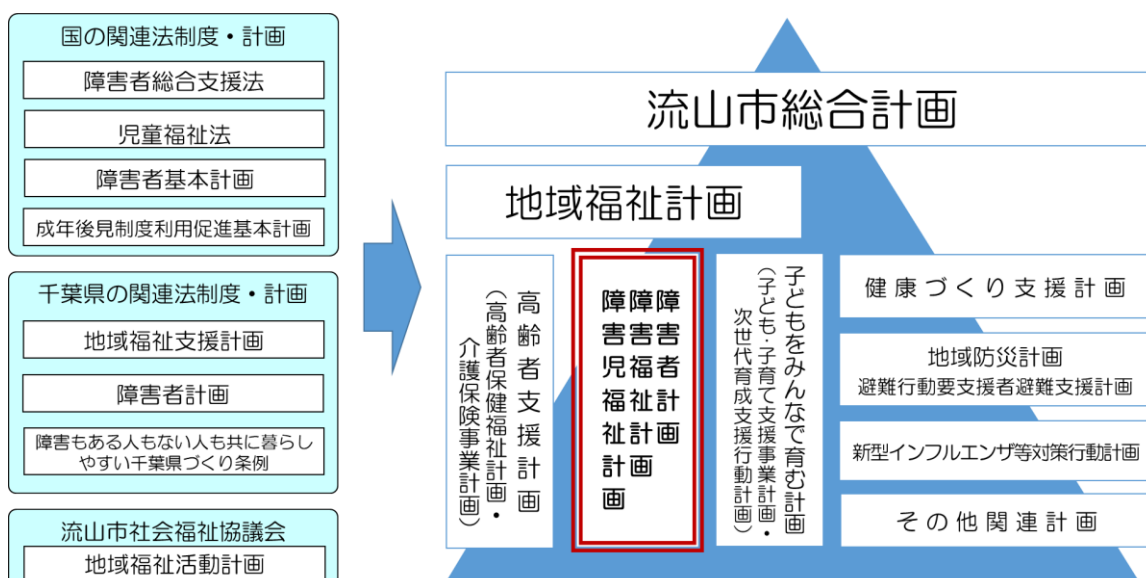 国の関連法制度・計画
障害者総合支援法
児童福祉法
障害者基本計画
成年後見制度利用促進基本計画
千葉県の関連法制度・計画
地域福祉支援計画
障害者計画
障害もある人もない人も共に暮らし
やすい千葉県づくり条例
流山市社会福祉協議会
地域福祉活動計画
流山市総合計画
地域福祉計画
高齢者支援計画
（高齢者保健福祉計画・
介護保険事業計画）
障害者計画
障害福祉計画
障害児福祉計画
子どもをみんなで育む計画
（子ども・子育て支援事業計画・
次世代育成支援行動計画）
健康づくり支援計画
地域防災計画
避難行動要支援者避難支援計画
新型インフルエンザ等対策行動計画
その他関連計画